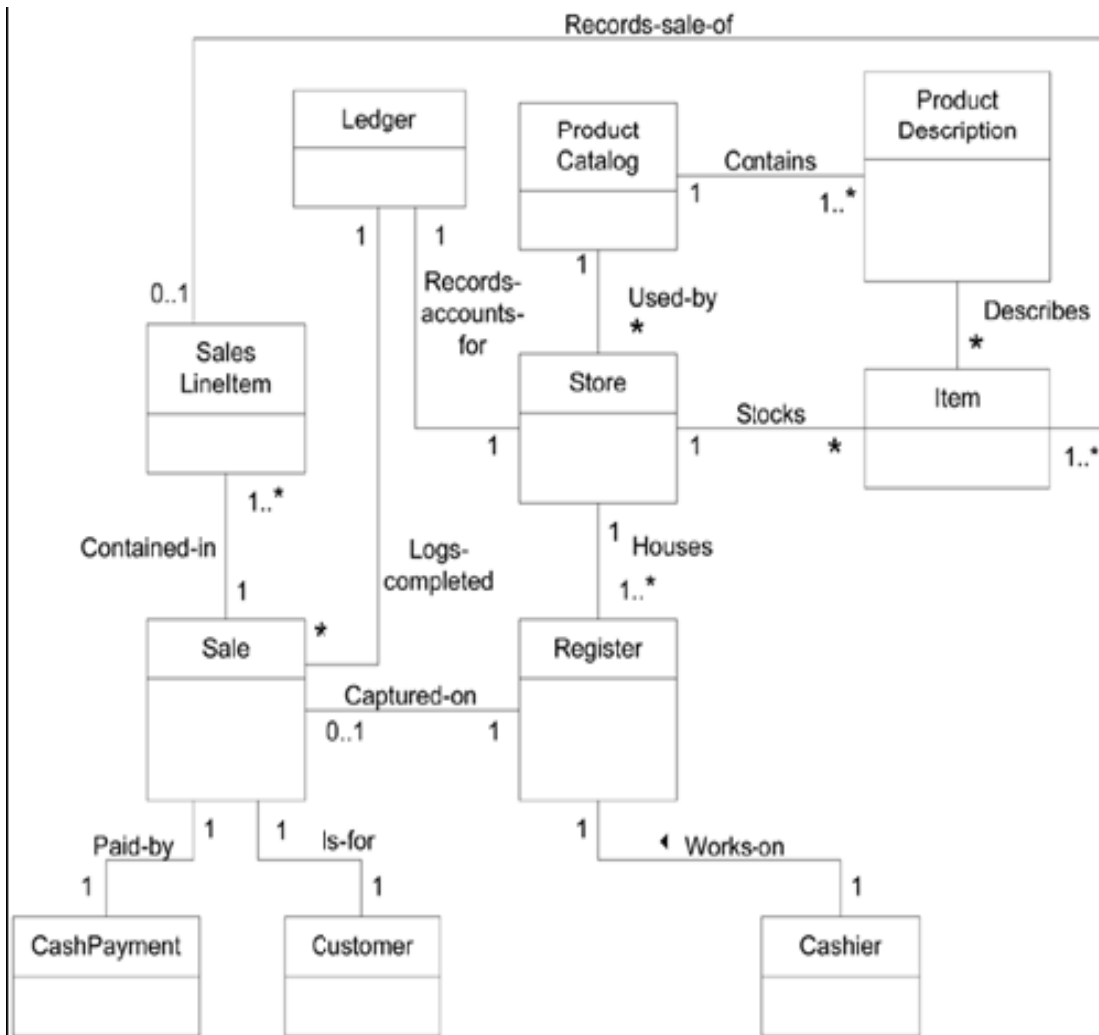 Records-sale-of
Ledger
Product
Catalog
Product
Description
Contains
1
1..*
1
1
1
Records-
accounts-
for
Used-by
*
Describes
*
0..1
Sales
LineItem
Store
Stocks
Item
1
1
*
1..*
1..*
Contained-in
1
Logs-
completed
1
Houses
1..*
Sale
*
Register
Captured-on
0..1
1
Paid-by
1
1
Is-for
1
Works-on
1
1
1
CashPayment
Customer
Cashier